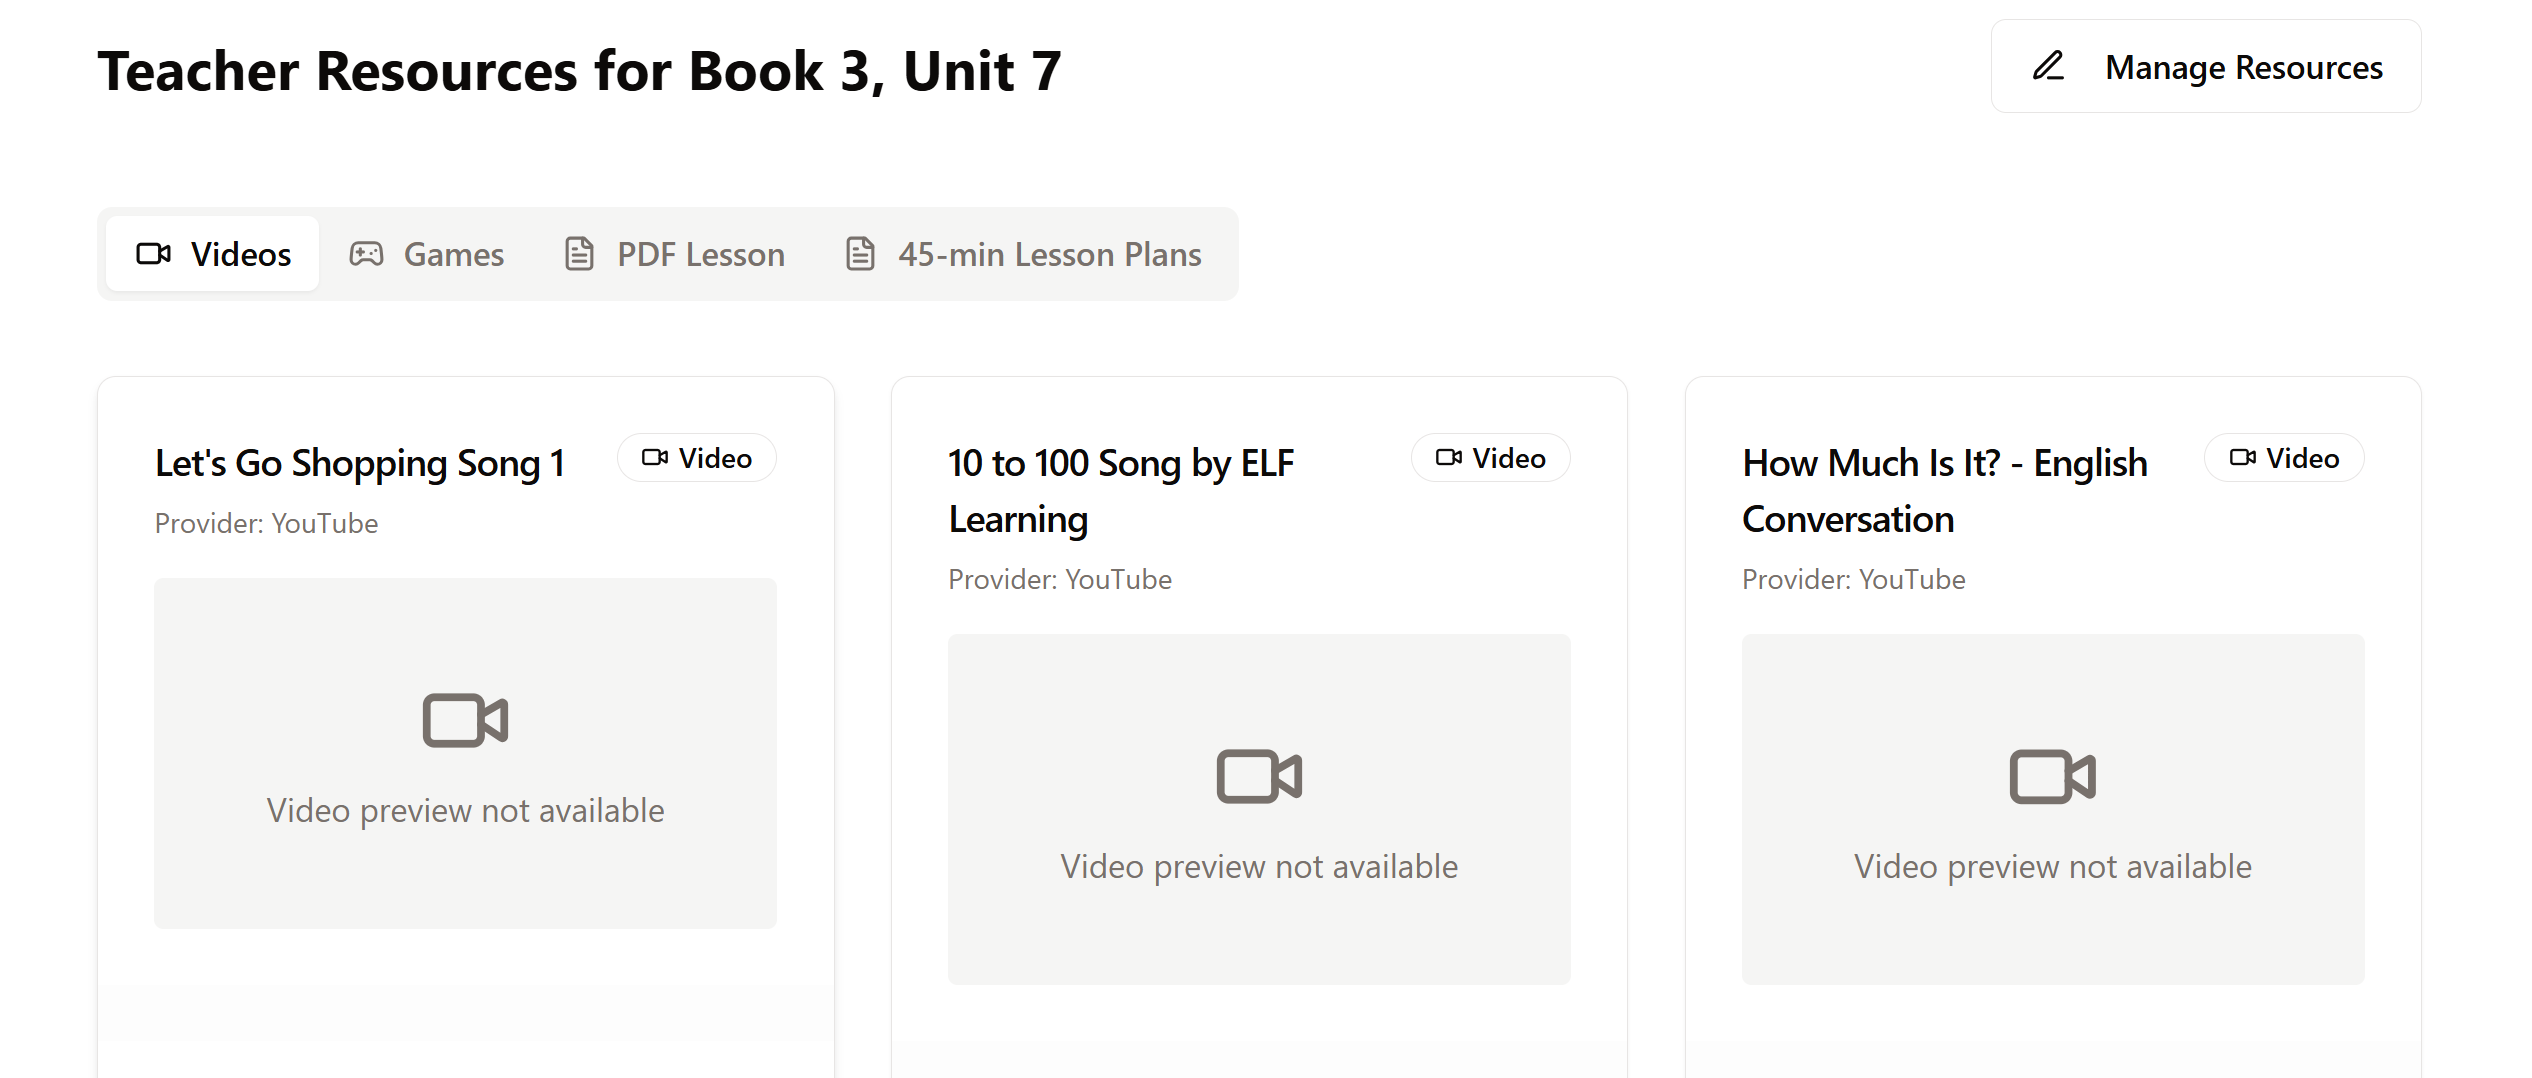 Teacher Resources for Book 3, Unit 7
Manage Resources
Videos
Games
PDF Lesson
45-min Lesson Plans
Let's Go Shopping Song 1
Video
Provider: YouTube
Video preview not available
10 to 100 Song by ELF
Learning
Video
Provider: YouTube
Video preview not available
How Much Is It? - English
Conversation
Video
Provider: YouTube
Video preview not available